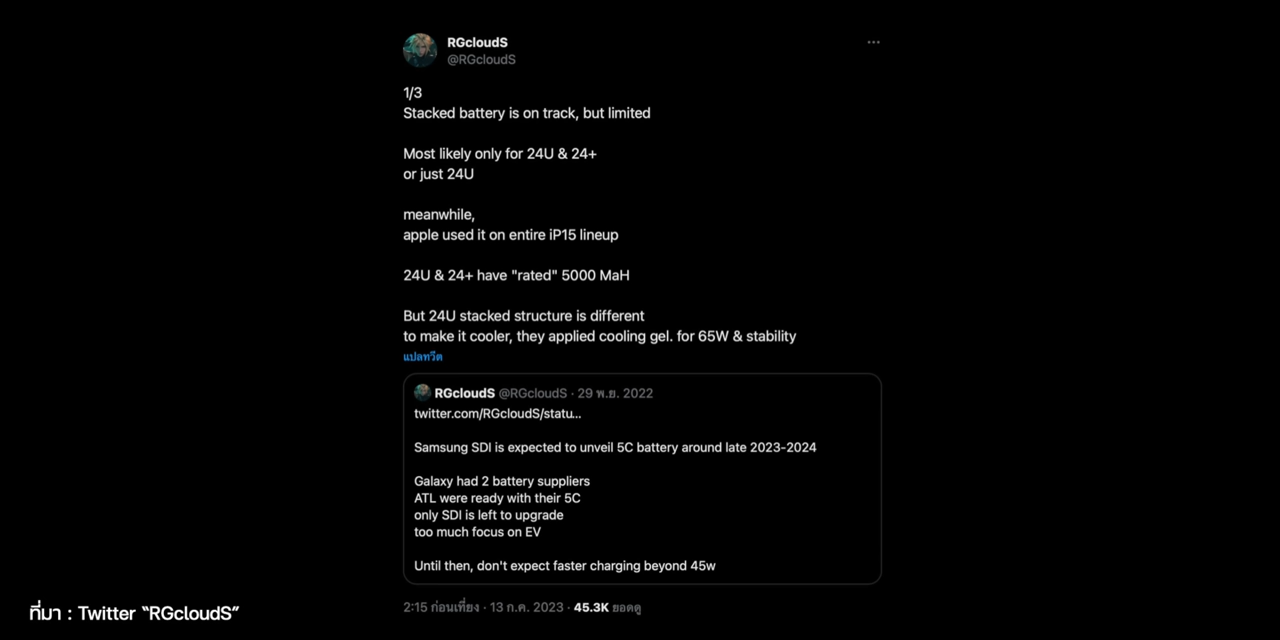 RGcloudS
@RGcloudS
1/3
Stacked battery is on track, but limited
Most likely only for 24U & 24+
or just 24U
meanwhile,
apple used it on entire iP15 lineup
24U & 24+ have "rated" 5000 MaH
But 24U stacked structure is different
to make it cooler, they applied cooling gel. for 65W & stability
แปลทวีต
RGcloudS @RGcloudS · 29 พ.ย. 2022
twitter.com/RGcloudS/statu...
Samsung SDI is expected to unveil 5C battery around late 2023-2024
Galaxy had 2 battery suppliers
ATL were ready with their 5C
only SDI is left to upgrade
too much focus on EV
Until then, don't expect faster charging beyond 45w
2:15 ก่อนเที่ยง · 13 ก.ค. 2023 · 45.3K ยอดดู
ที่มา : Twitter “RGcloudS”